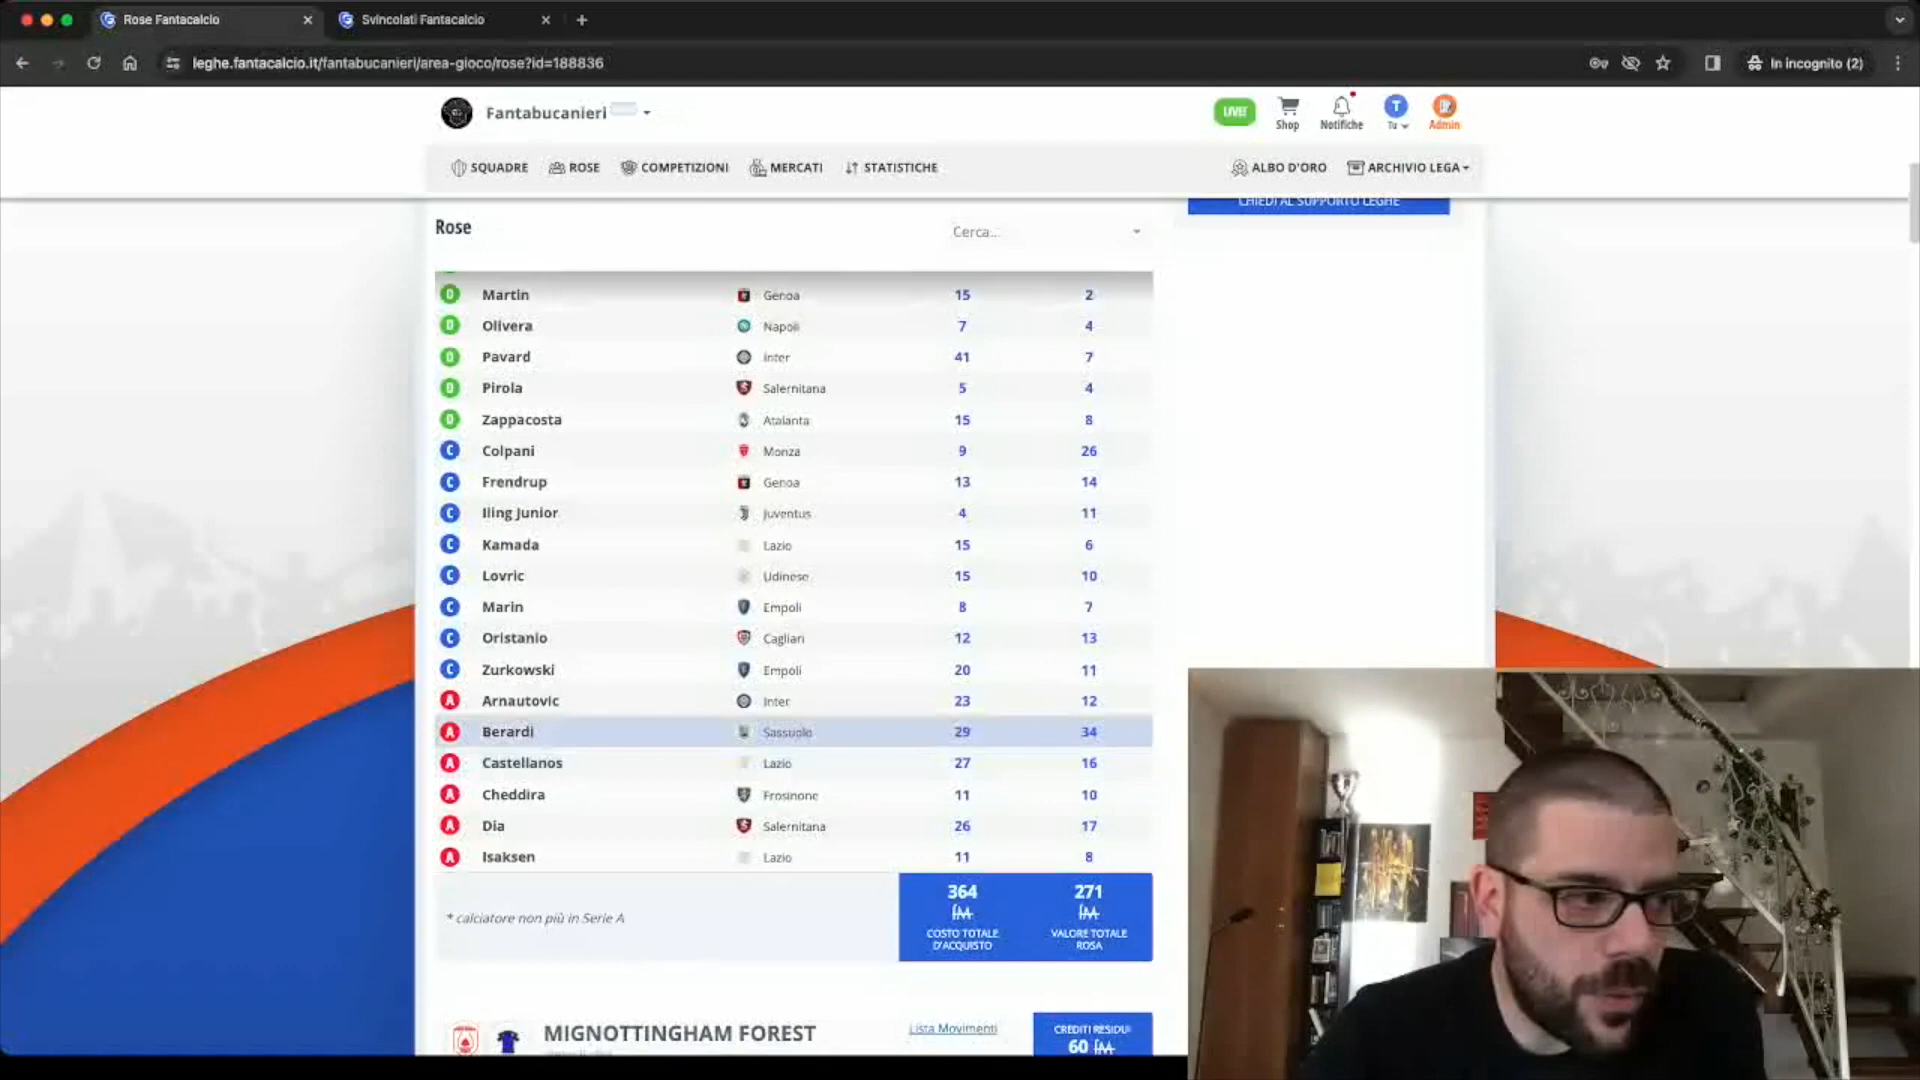 Rose Fantacalcio
Svincolati Fantacalcio
leghe.fantacalcio.it/fantabucanieri/area-gioco/rose?id=188836
In incognito (2)
Fantabucanieri
LIVE!
Shop
Notifiche
T
Tu
Admin
SQUADRE
ROSE
COMPETIZIONI
MERCATI
STATISTICHE
ALBO D'ORO
ARCHIVIO LEGA
CHIEDI AL SUPPORTO LEGHE
Rose
Cerca...
D Martin Genoa 15 2
D Olivera Napoli 7 4
D Pavard Inter 41 7
D Pirola Salernitana 5 4
D Zappacosta Atalanta 15 8
C Colpani Monza 9 26
C Frendrup Genoa 13 14
C Iling Junior Juventus 4 11
C Kamada Lazio 15 6
C Lovric Udinese 15 10
C Marin Empoli 8 7
C Oristanio Cagliari 12 13
C Zurkowski Empoli 20 11
A Arnautovic Inter 23 12
A Berardi Sassuolo 29 34
A Castellanos Lazio 27 16
A Cheddira Frosinone 11 10
A Dia Salernitana 26 17
A Isaksen Lazio 11 8
* calciatore non più in Serie A
364
COSTO TOTALE
D'ACQUISTO
271
VALORE TOTALE
ROSA
MIGNOTTINGHAM FOREST
Lista Movimenti
CREDITI RESIDUI
60